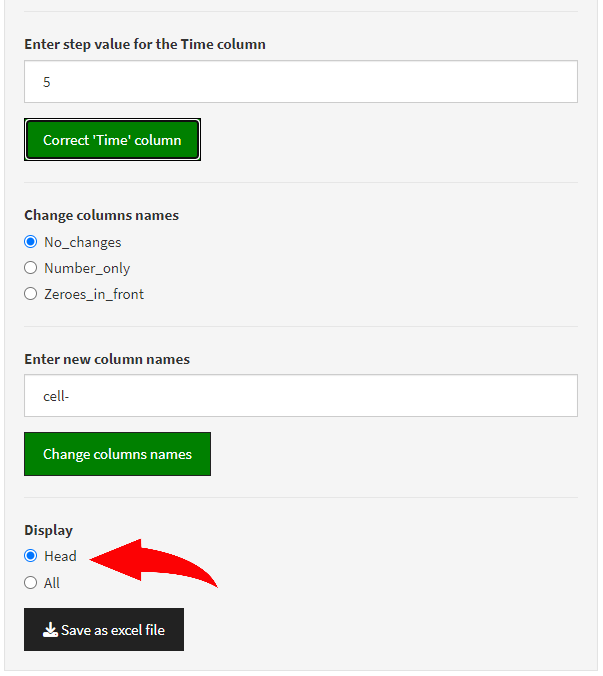 Enter step value for the Time column
5
Correct 'Time' column
Change columns names
No_changes
Number_only
Zeroes_in_front
Enter new column names
cell-
Change columns names
Display
Head
All
Save as excel file